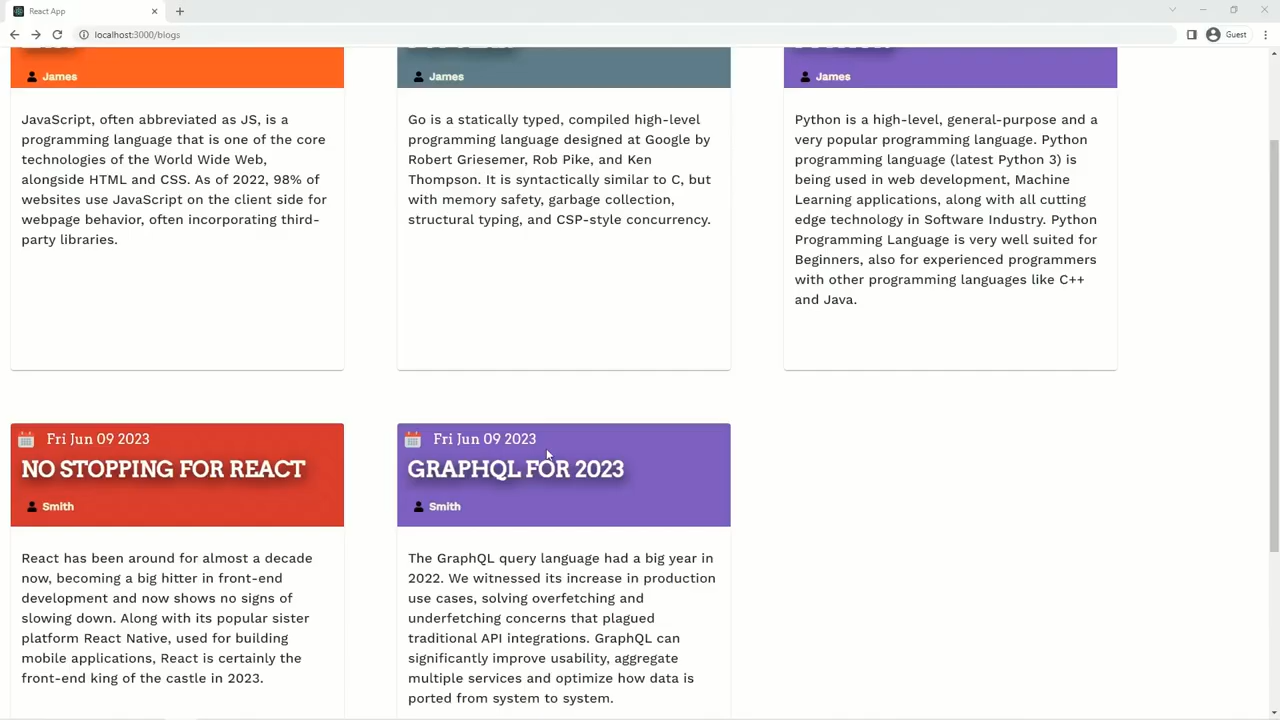 React App
localhost:3000/blogs
Guest
James
JavaScript, often abbreviated as JS, is a
programming language that is one of the core
technologies of the World Wide Web,
alongside HTML and CSS. As of 2022, 98% of
websites use JavaScript on the client side for
webpage behavior, often incorporating third-
party libraries.
James
Go is a statically typed, compiled high-level
programming language designed at Google by
Robert Griesemer, Rob Pike, and Ken
Thompson. It is syntactically similar to C, but
with memory safety, garbage collection,
structural typing, and CSP-style concurrency.
James
Python is a high-level, general-purpose and a
very popular programming language. Python
programming language (latest Python 3) is
being used in web development, Machine
Learning applications, along with all cutting
edge technology in Software Industry. Python
Programming Language is very well suited for
Beginners, also for experienced programmers
with other programming languages like C++
and Java.
Fri Jun 09 2023
NO STOPPING FOR REACT
Smith
React has been around for almost a decade
now, becoming a big hitter in front-end
development and now shows no signs of
slowing down. Along with its popular sister
platform React Native, used for building
mobile applications, React is certainly the
front-end king of the castle in 2023.
Fri Jun 09 2023
GRAPHQL FOR 2023
Smith
The GraphQL query language had a big year in
2022. We witnessed its increase in production
use cases, solving overfetching and
underfetching concerns that plagued
traditional API integrations. GraphQL can
significantly improve usability, aggregate
multiple services and optimize how data is
ported from system to system.